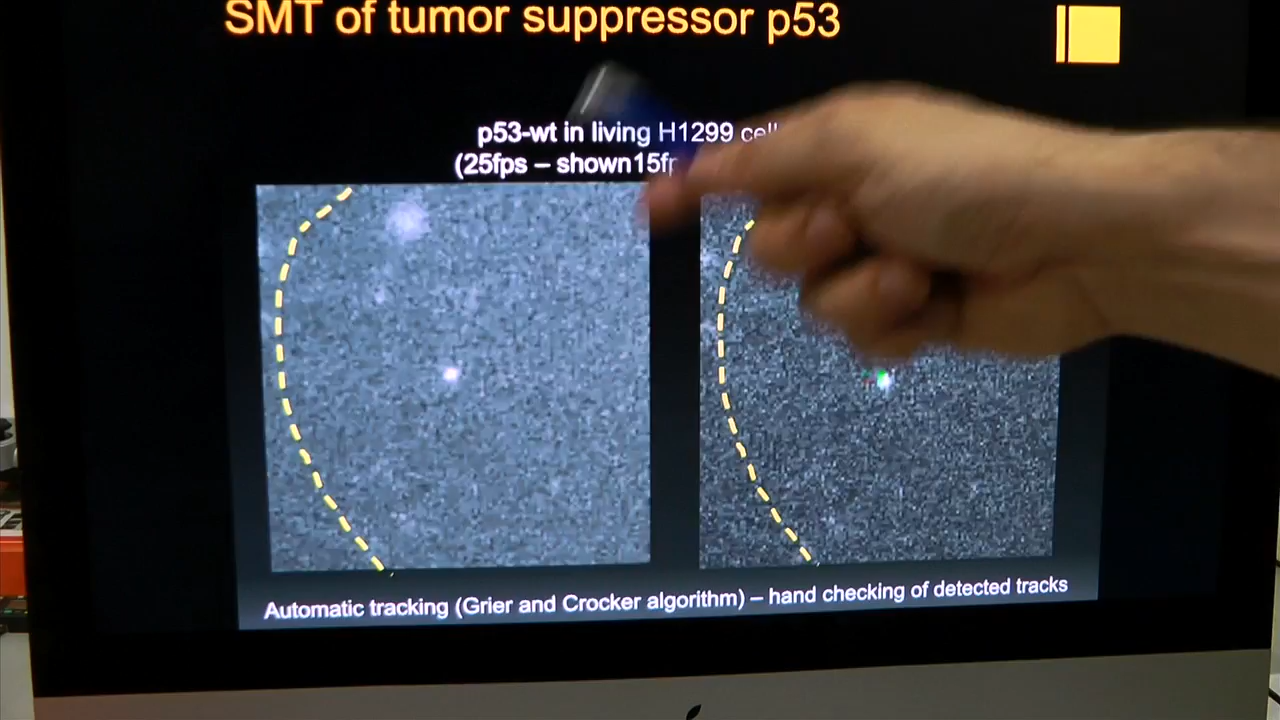 SMT of tumor suppressor p53
p53-wt in living H1299
(25fps – shown15f
Automatic tracking (Grier and Crocker algorithm) – hand checking of detected tracks